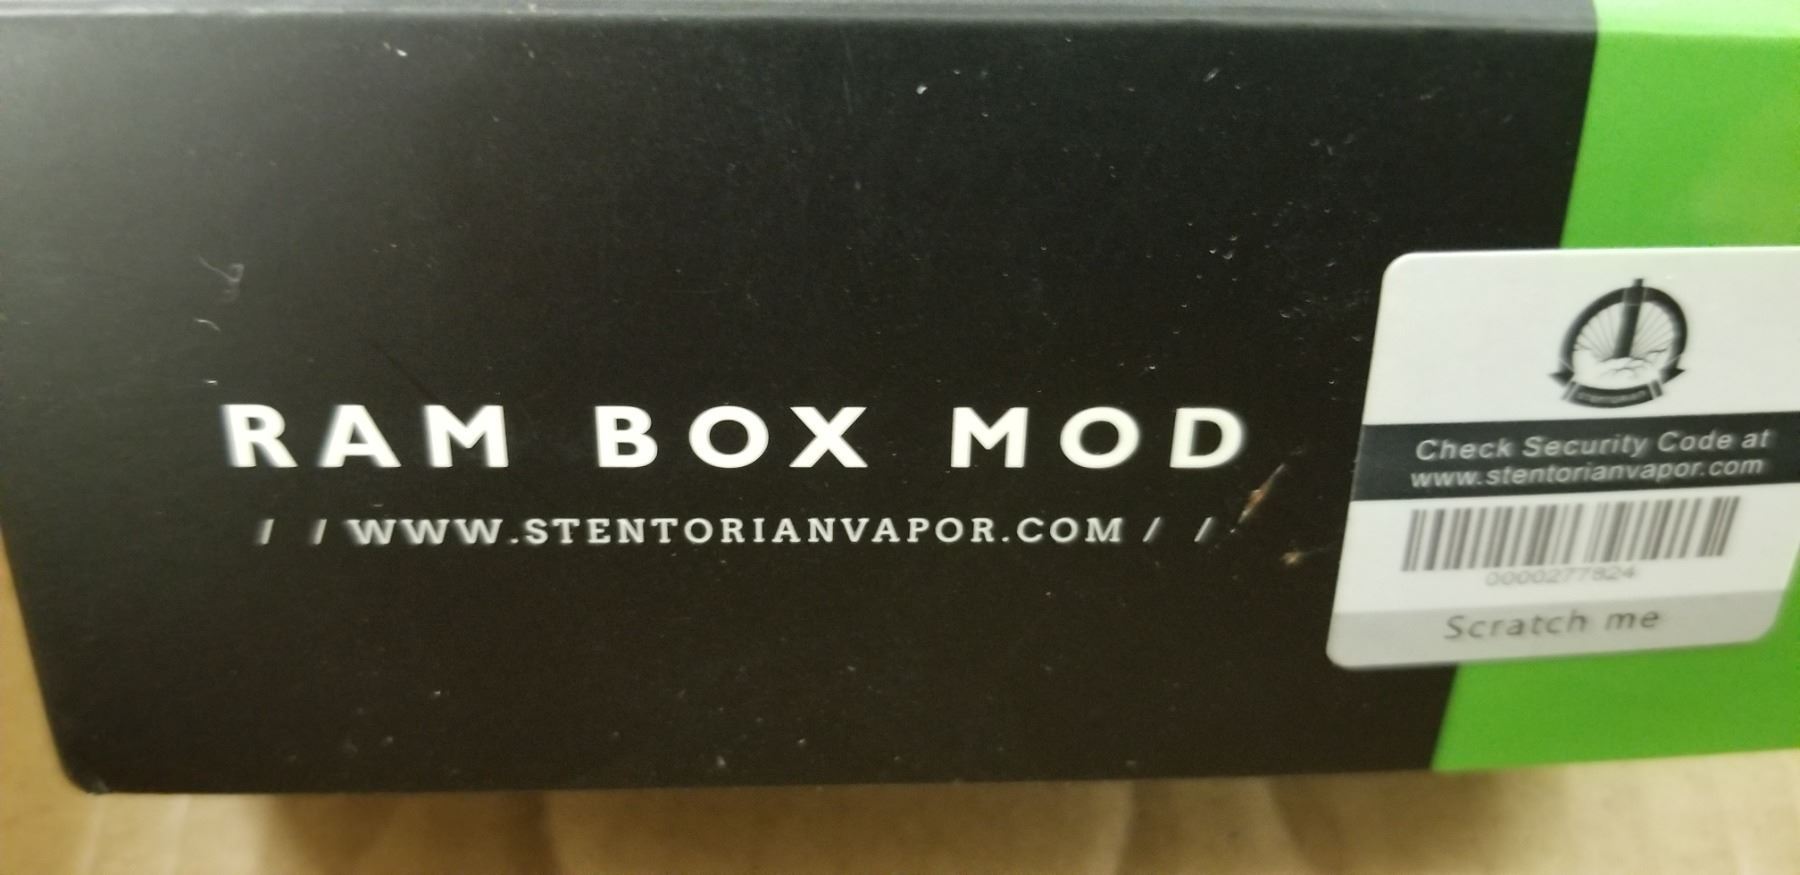 RAM BOX MOD
/ / WWW.STENTORIANVAPOR.COM / /
Check Security Code at
www.stentorianvapor.com
0000277824
Scratch me